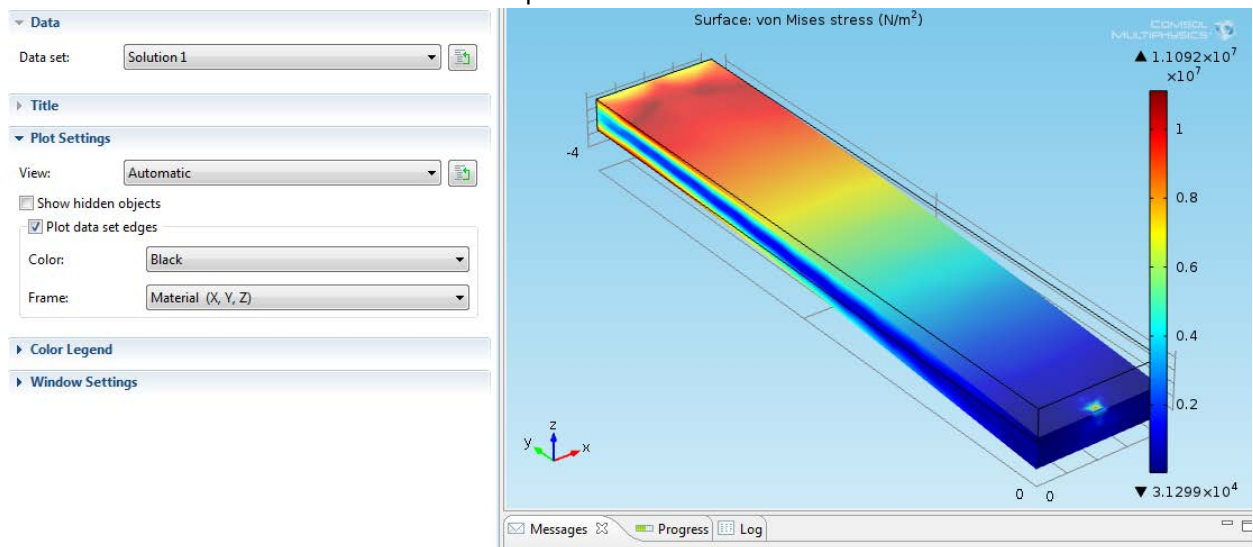 Data
Data set:
Solution 1
Title
Plot Settings
View:
Automatic
Show hidden objects
Plot data set edges
Color:
Black
Frame:
Material (X, Y, Z)
Color Legend
Window Settings
Surface: von Mises stress (N/m²)
COMSOL
MULTIPHYSICS
▲ 1.1092×10⁷
×10⁷
1
0.8
0.6
0.4
0.2
▼ 3.1299×10⁴
-4
z
y
x
0 0
Messages
Progress
Log